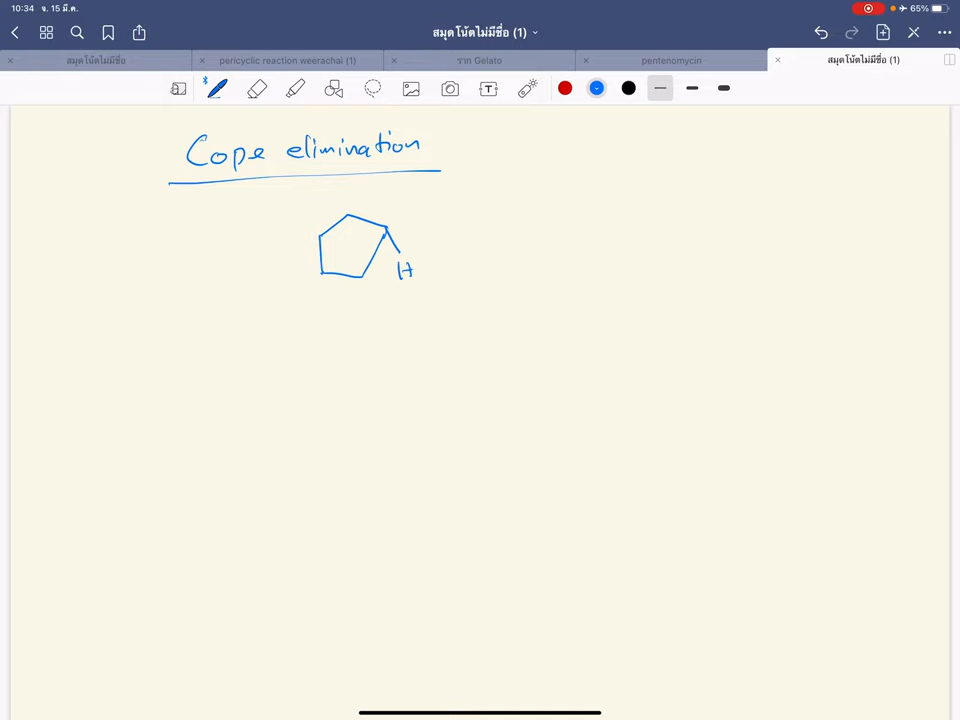 10:34 จ. 15 มี.ค. 65%
สมุดโน้ตไม่มีชื่อ (1)
สมุดโน้ตไม่มีชื่อ pericyclic reaction weerachai (1) ราก Gelato pentenomycin สมุดโน้ตไม่มีชื่อ (1)
T
Cope elimination
H